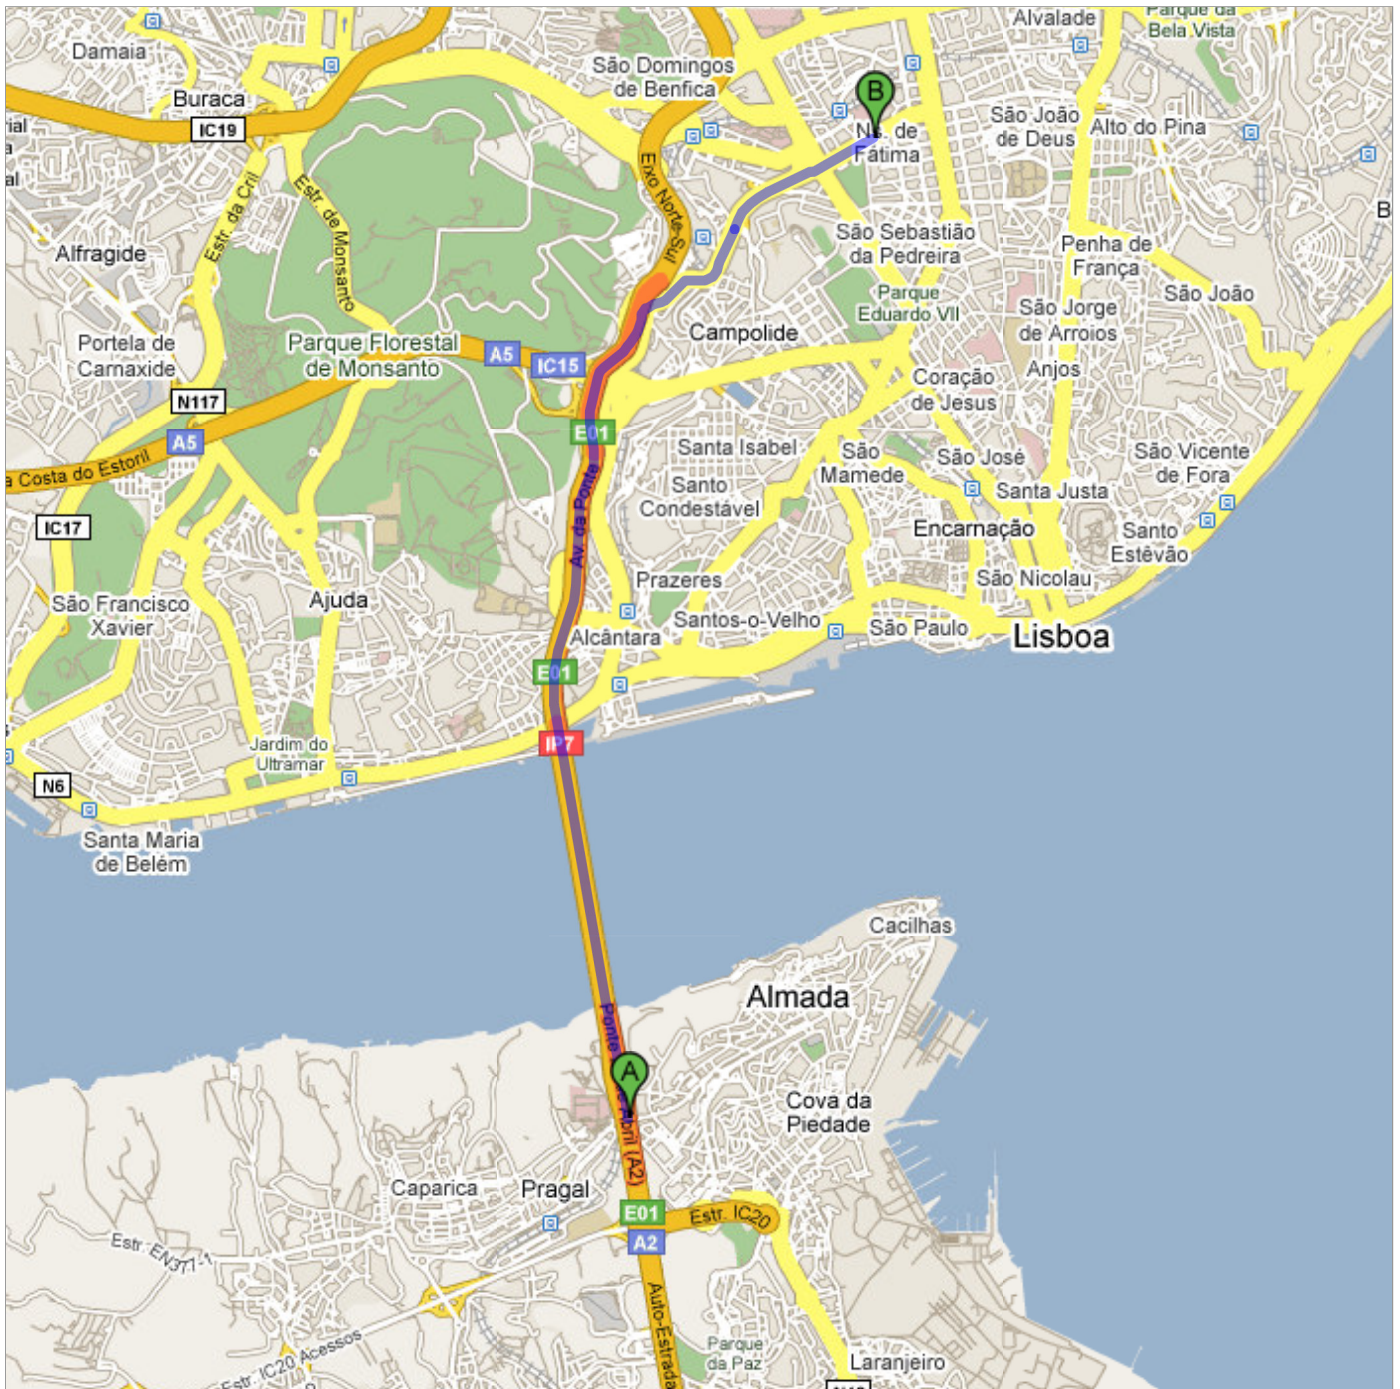 Damaia
Buraca
IC19
São Domingos
de Benfica
Alvalade
Parque da
Bela Vista
B
São João
de Deus
Alto do Pina
Fátima
Eixo Norte-Sul
Estr. da Cril
Estr. de Monsanto
Alfragide
São Sebastião
da Pedreira
Penha de
França
São João
Parque
Eduardo VII
São Jorge
de Arroios
Campolide
Portela de
Carnaxide
Parque Florestal
de Monsanto
A5
IC15
Coração
de Jesus
Anjos
N117
A5
E01
Costa do Estoril
Santa Isabel
São
Mamede
São José
São Vicente
de Fora
Santo
Condestável
Santa Justa
Av. da Ponte
IC17
Encarnação
Santo
Estêvão
Prazeres
São Nicolau
São Francisco
Xavier
Ajuda
Alcântara
Santos-o-Velho
São Paulo
Lisboa
E01
IP7
Jardim do
Ultramar
N6
Santa Maria
de Belém
Cacilhas
Almada
Ponte
A
Abril (A2)
Cova da
Piedade
Caparica
Pragal
E01
Estr. IC20
A2
Estr. EN377-1
Auto-Estrada
Estr. IC20 Acessos
Parque
da Paz
Laranjeiro